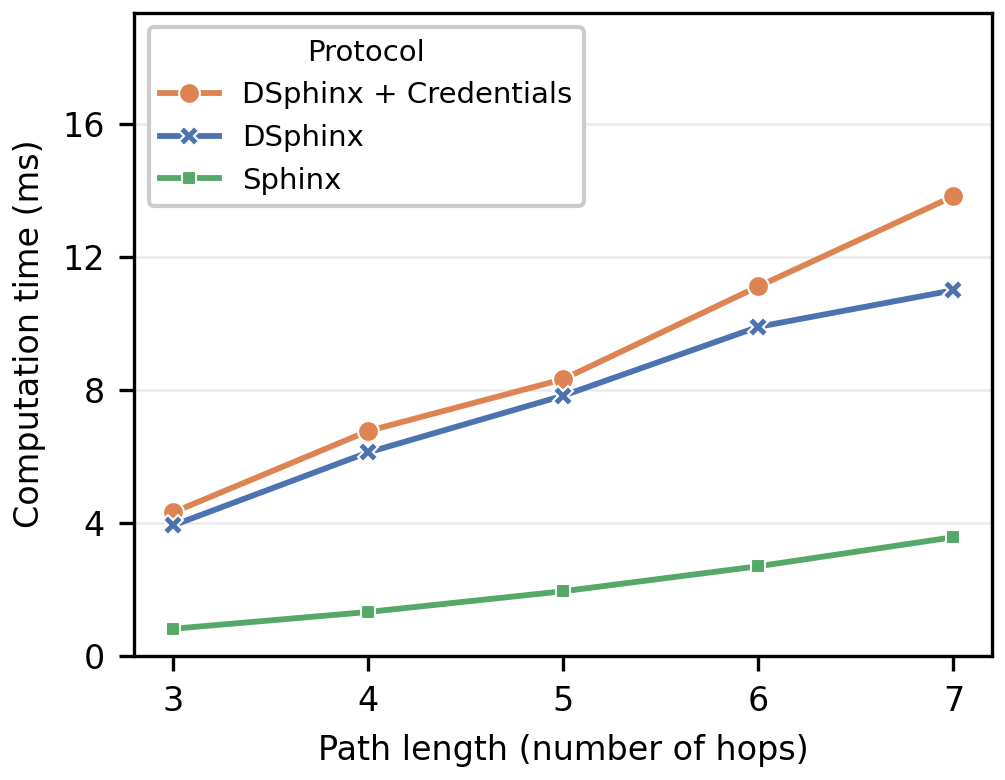 Protocol
DSphinx + Credentials
DSphinx
Sphinx
Computation time (ms)
16
12
8
4
0
3 4 5 6 7
Path length (number of hops)